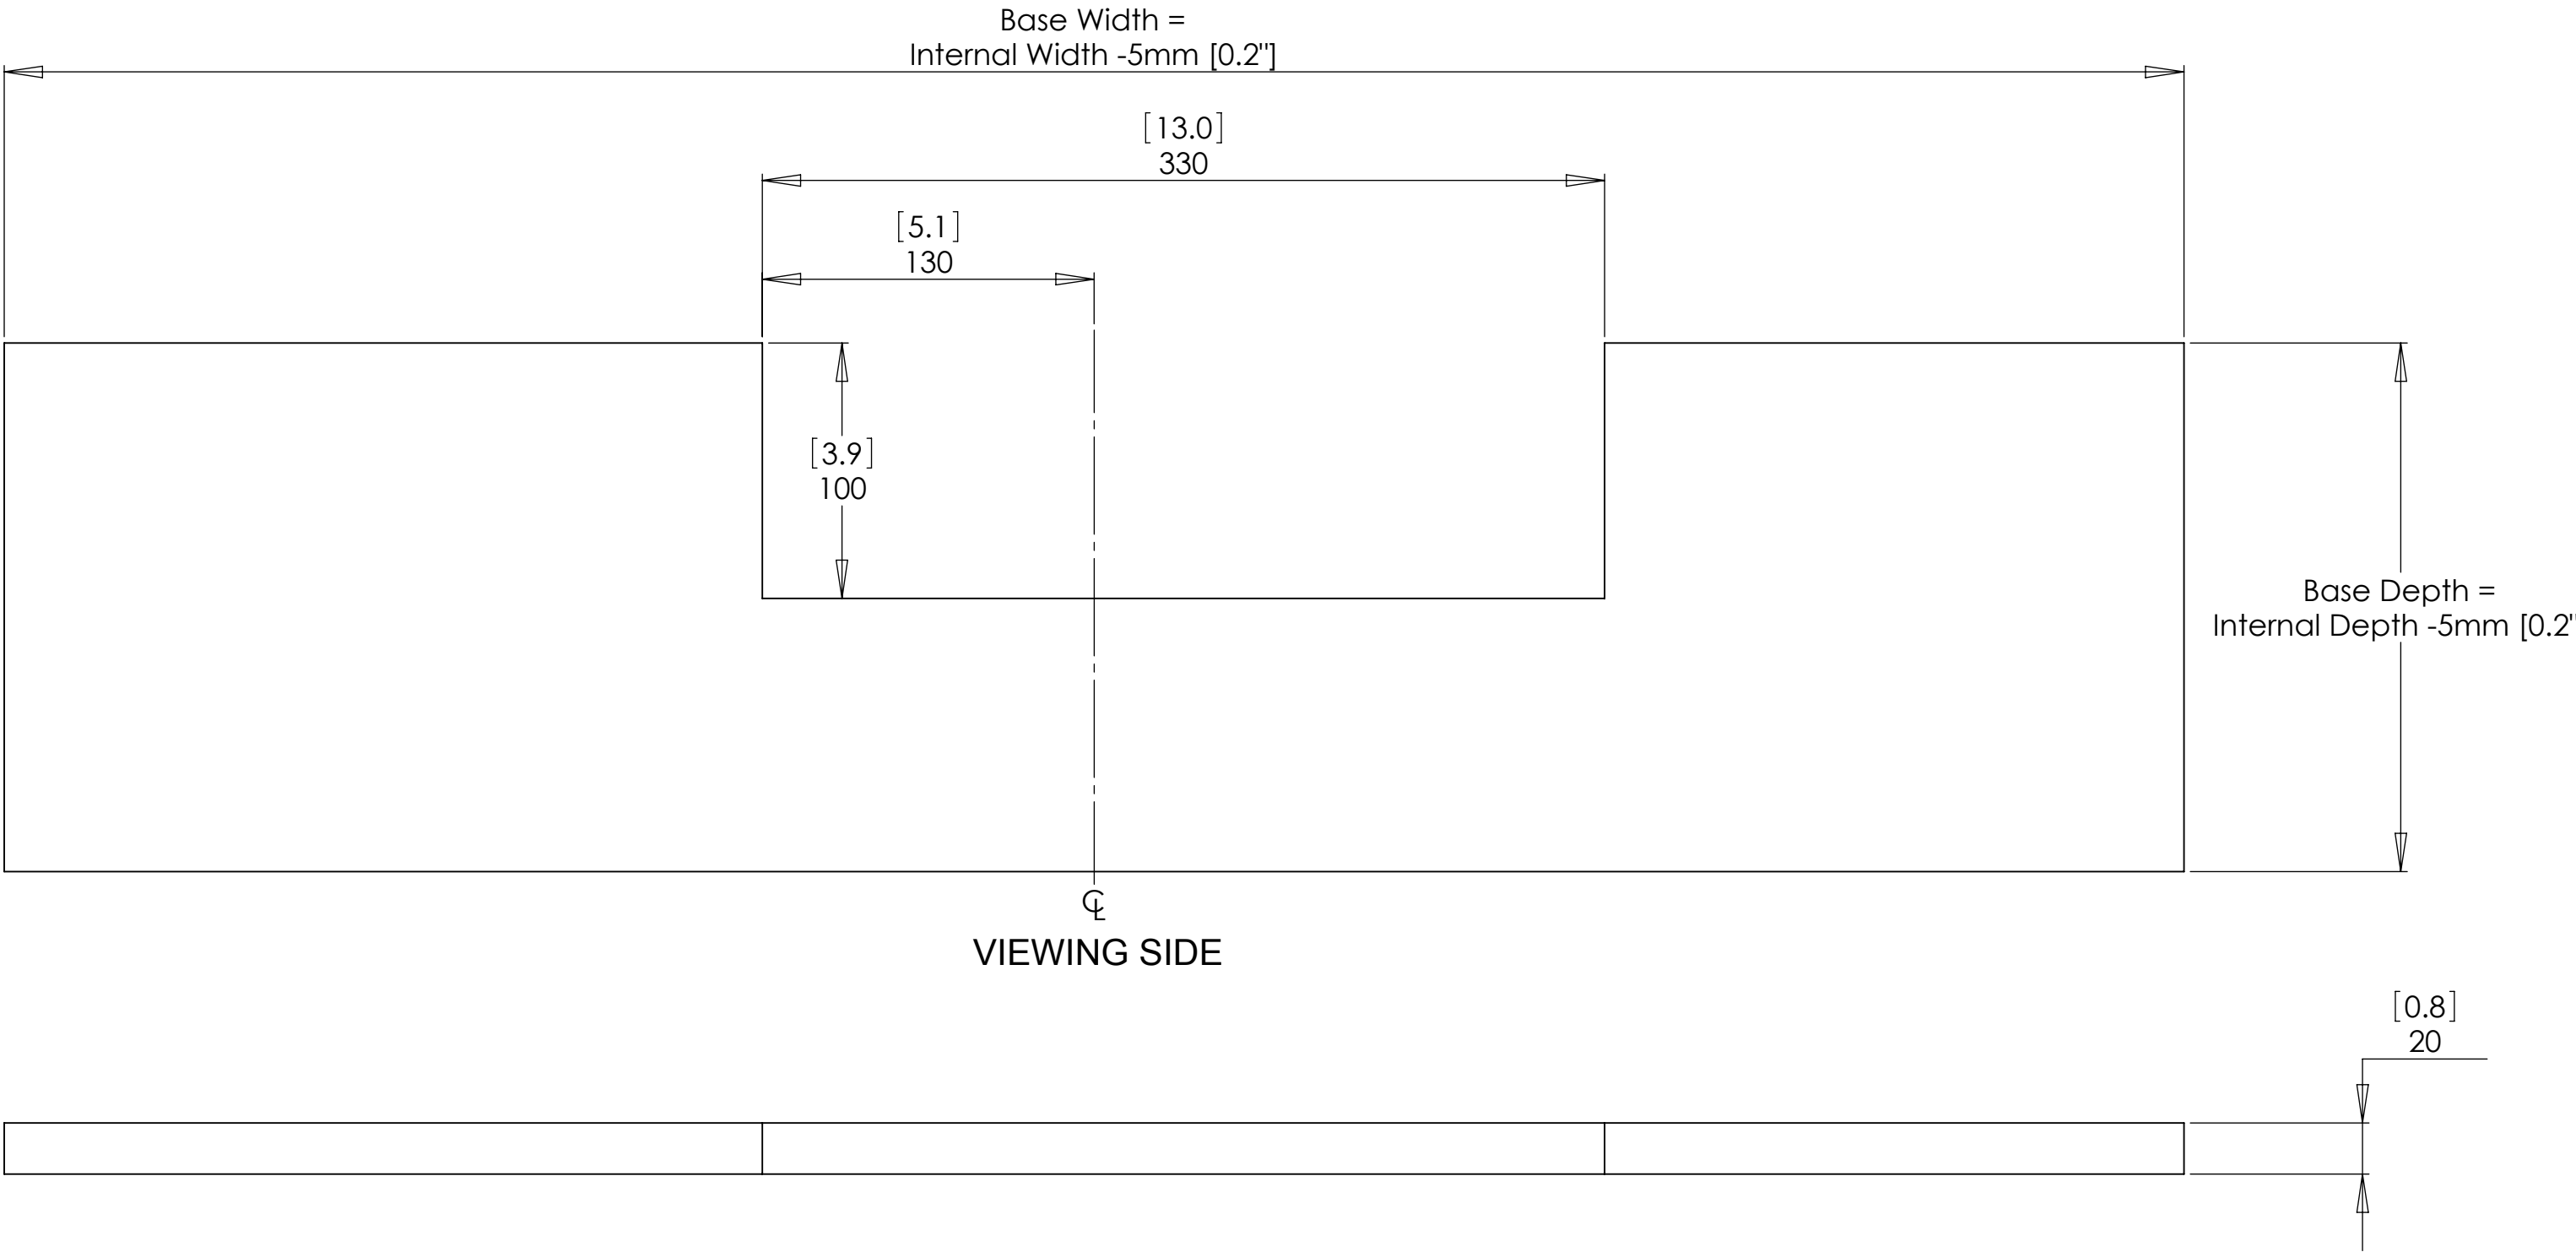 Base Width =
Internal Width -5mm [0.2"]
[13.0]
330
[5.1]
130
[3.9]
100
Base Depth =
Internal Depth -5mm [0.2"
℄
VIEWING SIDE
[0.8]
20